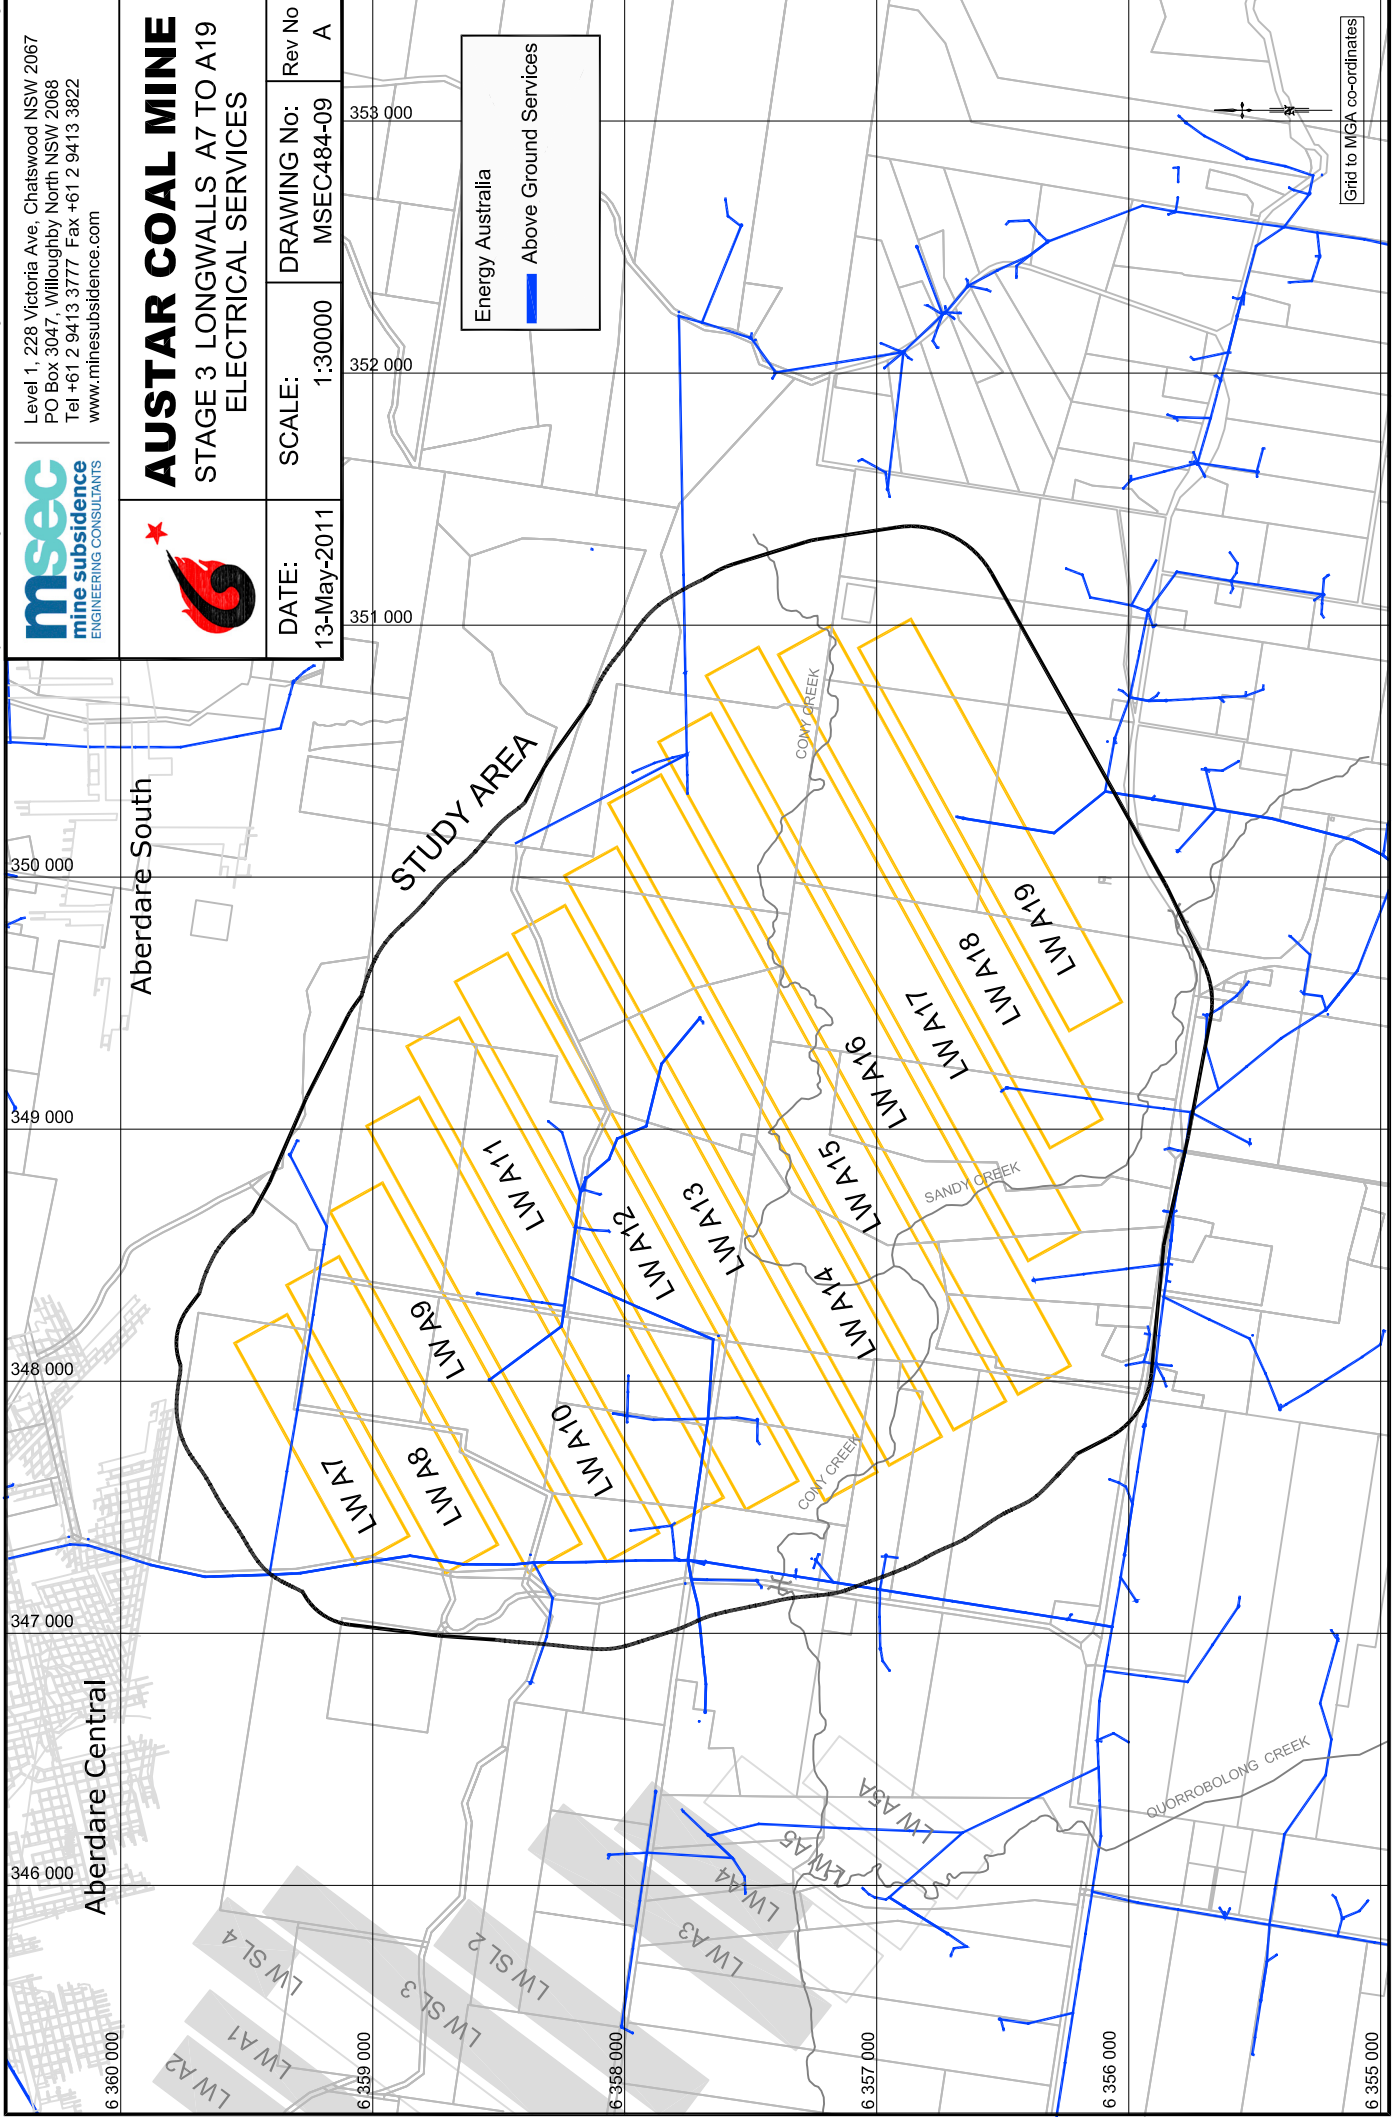 msec
mine subsidence
ENGINEERING CONSULTANTS
Level 1, 228 Victoria Ave, Chatswood NSW 2067
PO Box 3047, Willoughby North NSW 2068
Tel +61 2 9413 3777 Fax +61 2 9413 3822
www.minesubsidence.com
AUSTAR COAL MINE
STAGE 3 LONGWALLS A7 TO A19
ELECTRICAL SERVICES
DATE:
13-May-2011
SCALE:
1:30000
DRAWING No:
MSEC484-09
Rev No
A
Energy Australia
Above Ground Services
346 000
347 000
348 000
349 000
350 000
351 000
352 000
353 000
6 360 000
6 359 000
6 358 000
6 357 000
6 356 000
6 355 000
Aberdare Central
Aberdare South
STUDY AREA
LW A7
LW A8
LW A9
LW A10
LW A11
LW A12
LW A13
LW A14
LW A15
LW A16
LW A17
LW A18
LW A19
LW A2
LW A1
LW SL 4
LW SL 3
LW SL 2
LW A3
LW A4
LW A5
LW A5A
CONY CREEK
CONY CREEK
SANDY CREEK
QUORROBOLONG CREEK
N
Grid to MGA co-ordinates